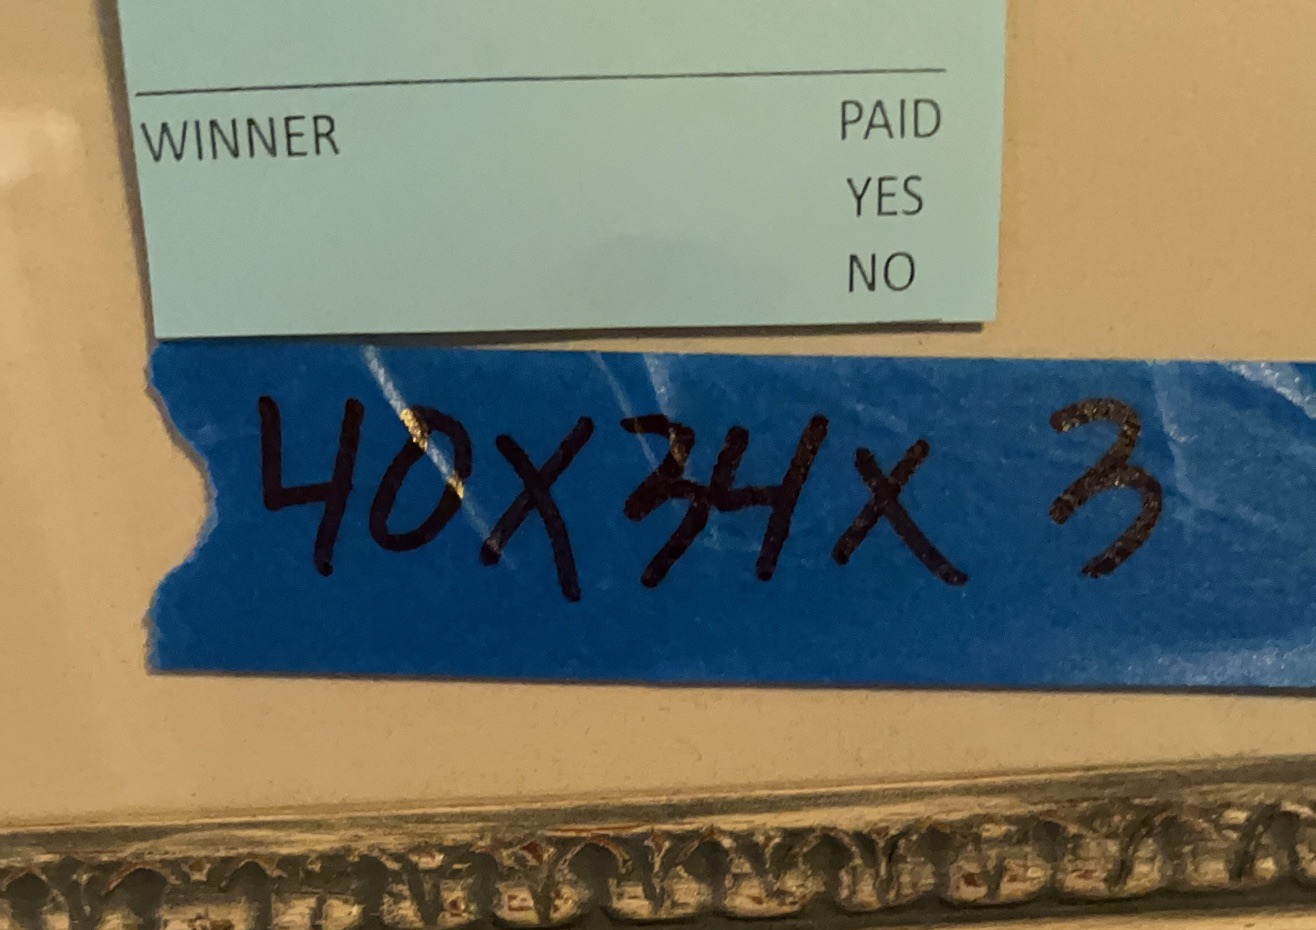 WINNER PAID
YES
NO
40X34X 3